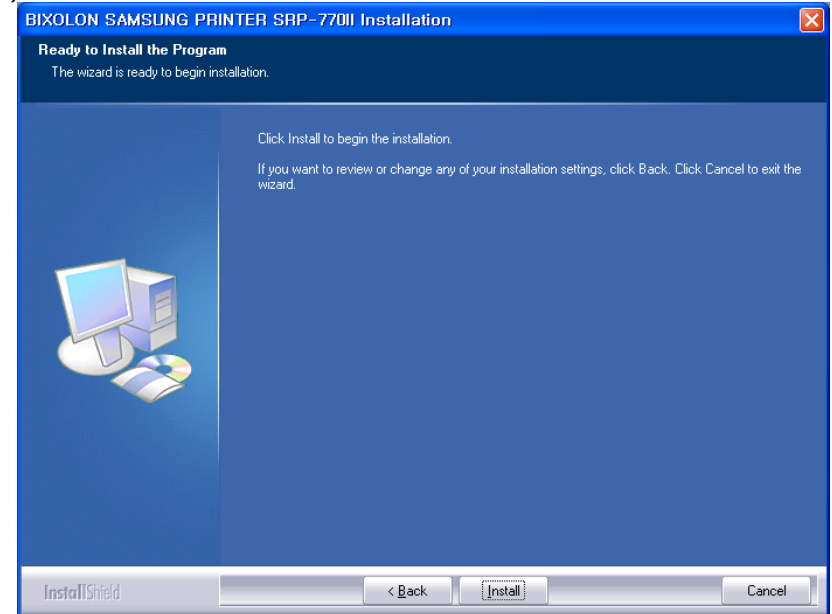 BIXOLON SAMSUNG PRINTER SRP-770II Installation
Ready to Install the Program
The wizard is ready to begin installation.
Click Install to begin the installation.
If you want to review or change any of your installation settings, click Back. Click Cancel to exit the
wizard.
InstallShield
< Back
Install
Cancel